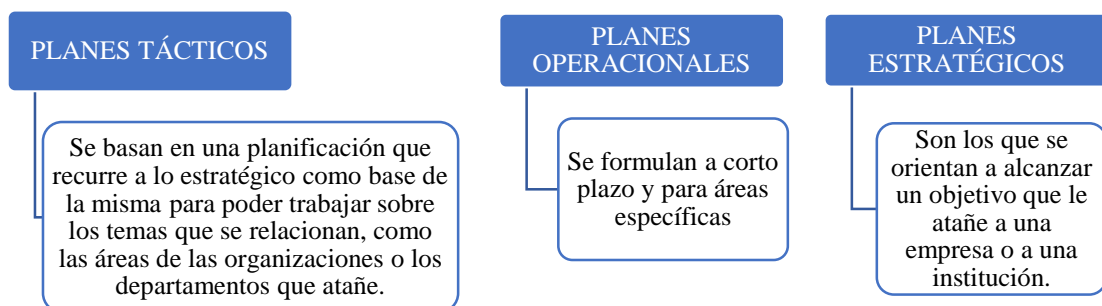 PLANES TÁCTICOS
Se basan en una planificación que
recurre a lo estratégico como base de
la misma para poder trabajar sobre
los temas que se relacionan, como
las áreas de las organizaciones o los
departamentos que atañe.
PLANES
OPERACIONALES
Se formulan a corto
plazo y para áreas
específicas
PLANES
ESTRATÉGICOS
Son los que se
orientan a alcanzar
un objetivo que le
atañe a una
empresa o a una
institución.